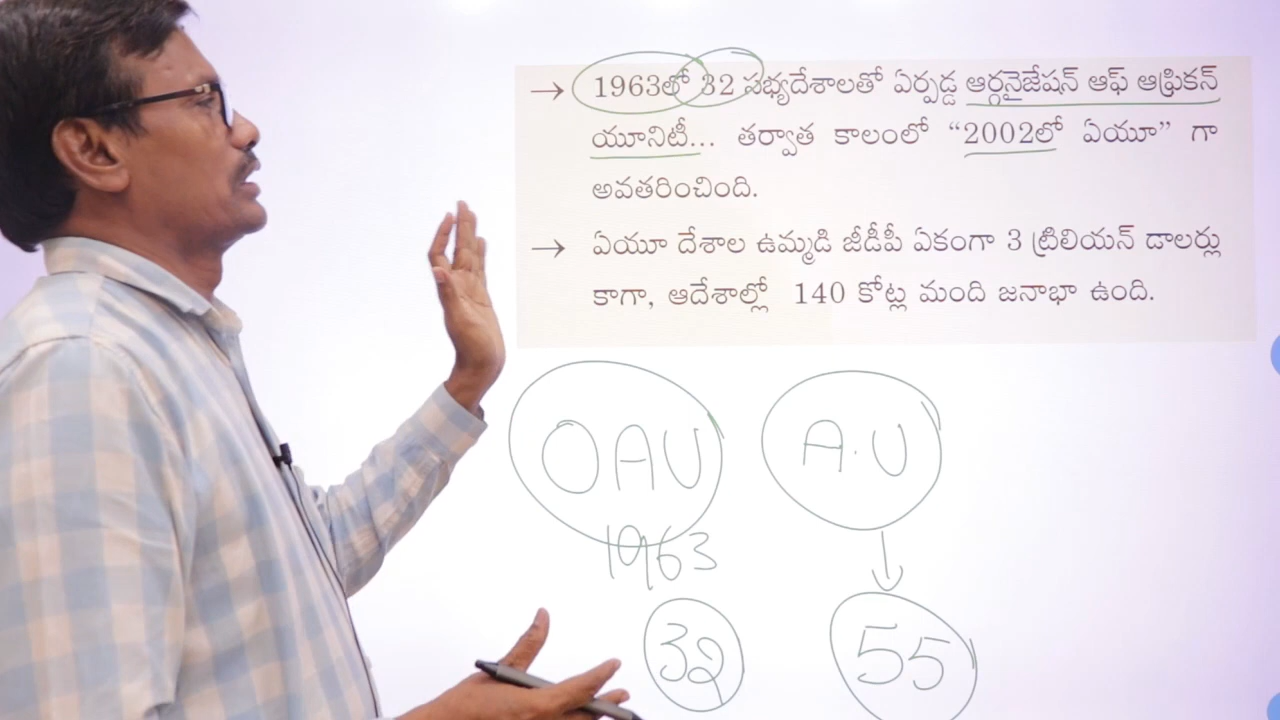 → 1963లో 32 సభ్యదేశాలతో ఏర్పడ్డ ఆర్గనైజేషన్ ఆఫ్ ఆఫ్రికన్
యూనిటీ... తర్వాత కాలంలో “2002లో ఏయూ” గా
అవతరించింది.
→ ఏయూ దేశాల ఉమ్మడి జీడీపీ ఏకంగా 3 ట్రిలియన్ డాలర్లు
కాగా, ఆదేశాల్లో 140 కోట్ల మంది జనాభా ఉంది.
OAU A.U
1963
32 55